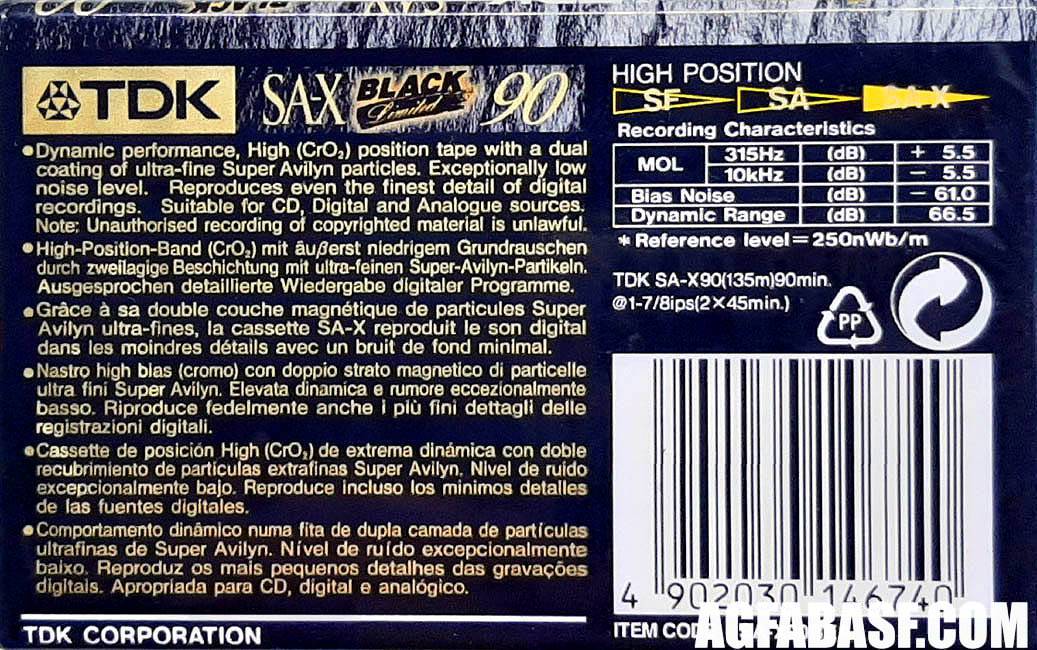 TDK SA-X BLACK Limited 90
•Dynamic performance, High (CrO₂) position tape with a dual
coating of ultra-fine Super Avilyn particles. Exceptionally low
noise level. Reproduces even the finest detail of digital
recordings. Suitable for CD, Digital and Analogue sources.
Note: Unauthorised recording of copyrighted material is unlawful.
•High-Position-Band (CrO₂) mit äußerst niedrigem Grundrauschen
durch zweilagige Beschichtung mit ultra-feinen Super-Avilyn-Partikeln.
Ausgesprochen detaillierte Wiedergabe digitaler Programme.
•Grâce à sa double couche magnétique de particules Super
Avilyn ultra-fines, la cassette SA-X reproduit le son digital
dans les moindres détails avec un bruit de fond minimal.
•Nastro high bias (cromo) con doppio strato magnetico di particelle
ultra fini Super Avilyn. Elevata dinamica e rumore eccezionalmente
basso. Riproduce fedelmente anche i più fini dettagli delle
registrazioni digitali.
•Cassette de posición High (CrO₂) de extrema dinámica con doble
recubrimiento de partículas extrafinas Super Avilyn. Nivel de ruído
excepcionalmente bajo. Reproduce incluso los mínimos detalles
de las fuentes digitales.
•Comportamento dinâmico numa fita de dupla camada de partículas
ultrafinas de Super Avilyn. Nível de ruído excepcionalmente
baixo. Reproduz os mais pequenos detalhes das gravações
digitais. Apropriada para CD, digital e analógico.
TDK CORPORATION
HIGH POSITION
SF SA SA-X
Recording Characteristics
MOL 315Hz (dB) + 5.5
10kHz (dB) − 5.5
Bias Noise (dB) − 61.0
Dynamic Range (dB) 66.5
* Reference level=250nWb/m
TDK SA-X90(135m)90min.
@1-7/8ips(2×45min.)
PP
4 902030 146740
ITEM
AGFABASF.COM